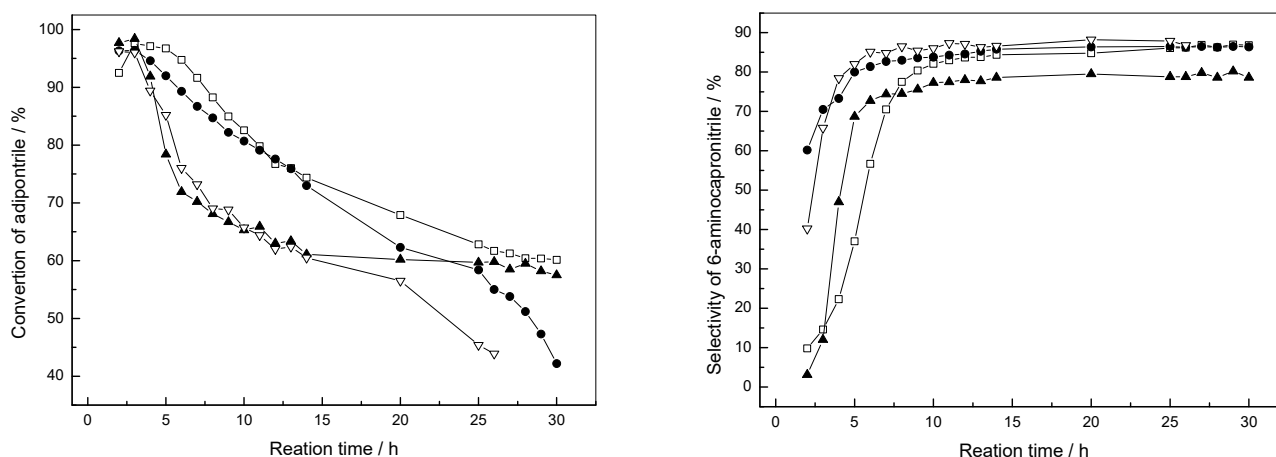 Convertion of adipontrile / %
100
90
80
70
60
50
40
0 5 10 15 20 25 30
Reation time / h
Selectivity of 6-aminocapronitrile / %
90
80
70
60
50
40
30
20
10
0
0 5 10 15 20 25 30
Reation time / h